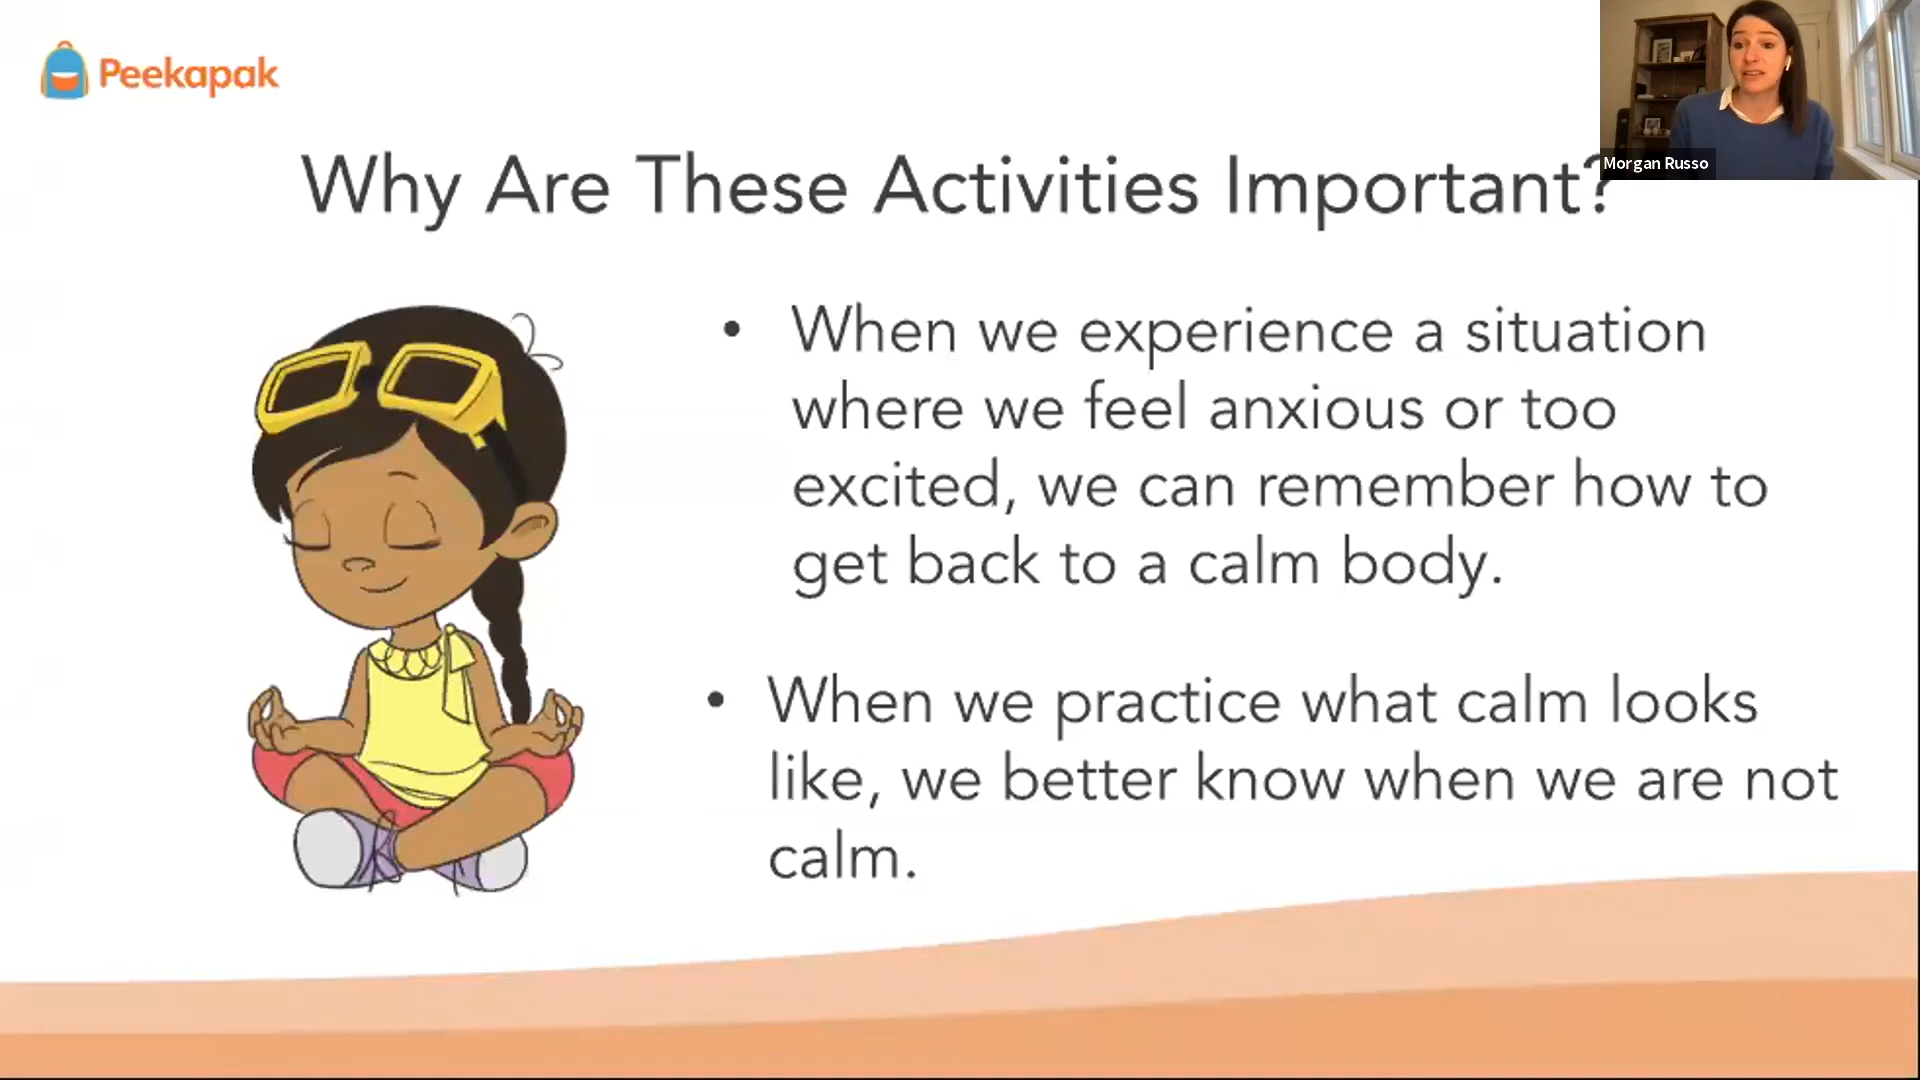 Peekapak
Morgan Russo
Why Are These Activities Important?
• When we experience a situation
where we feel anxious or too
excited, we can remember how to
get back to a calm body.
• When we practice what calm looks
like, we better know when we are not
calm.